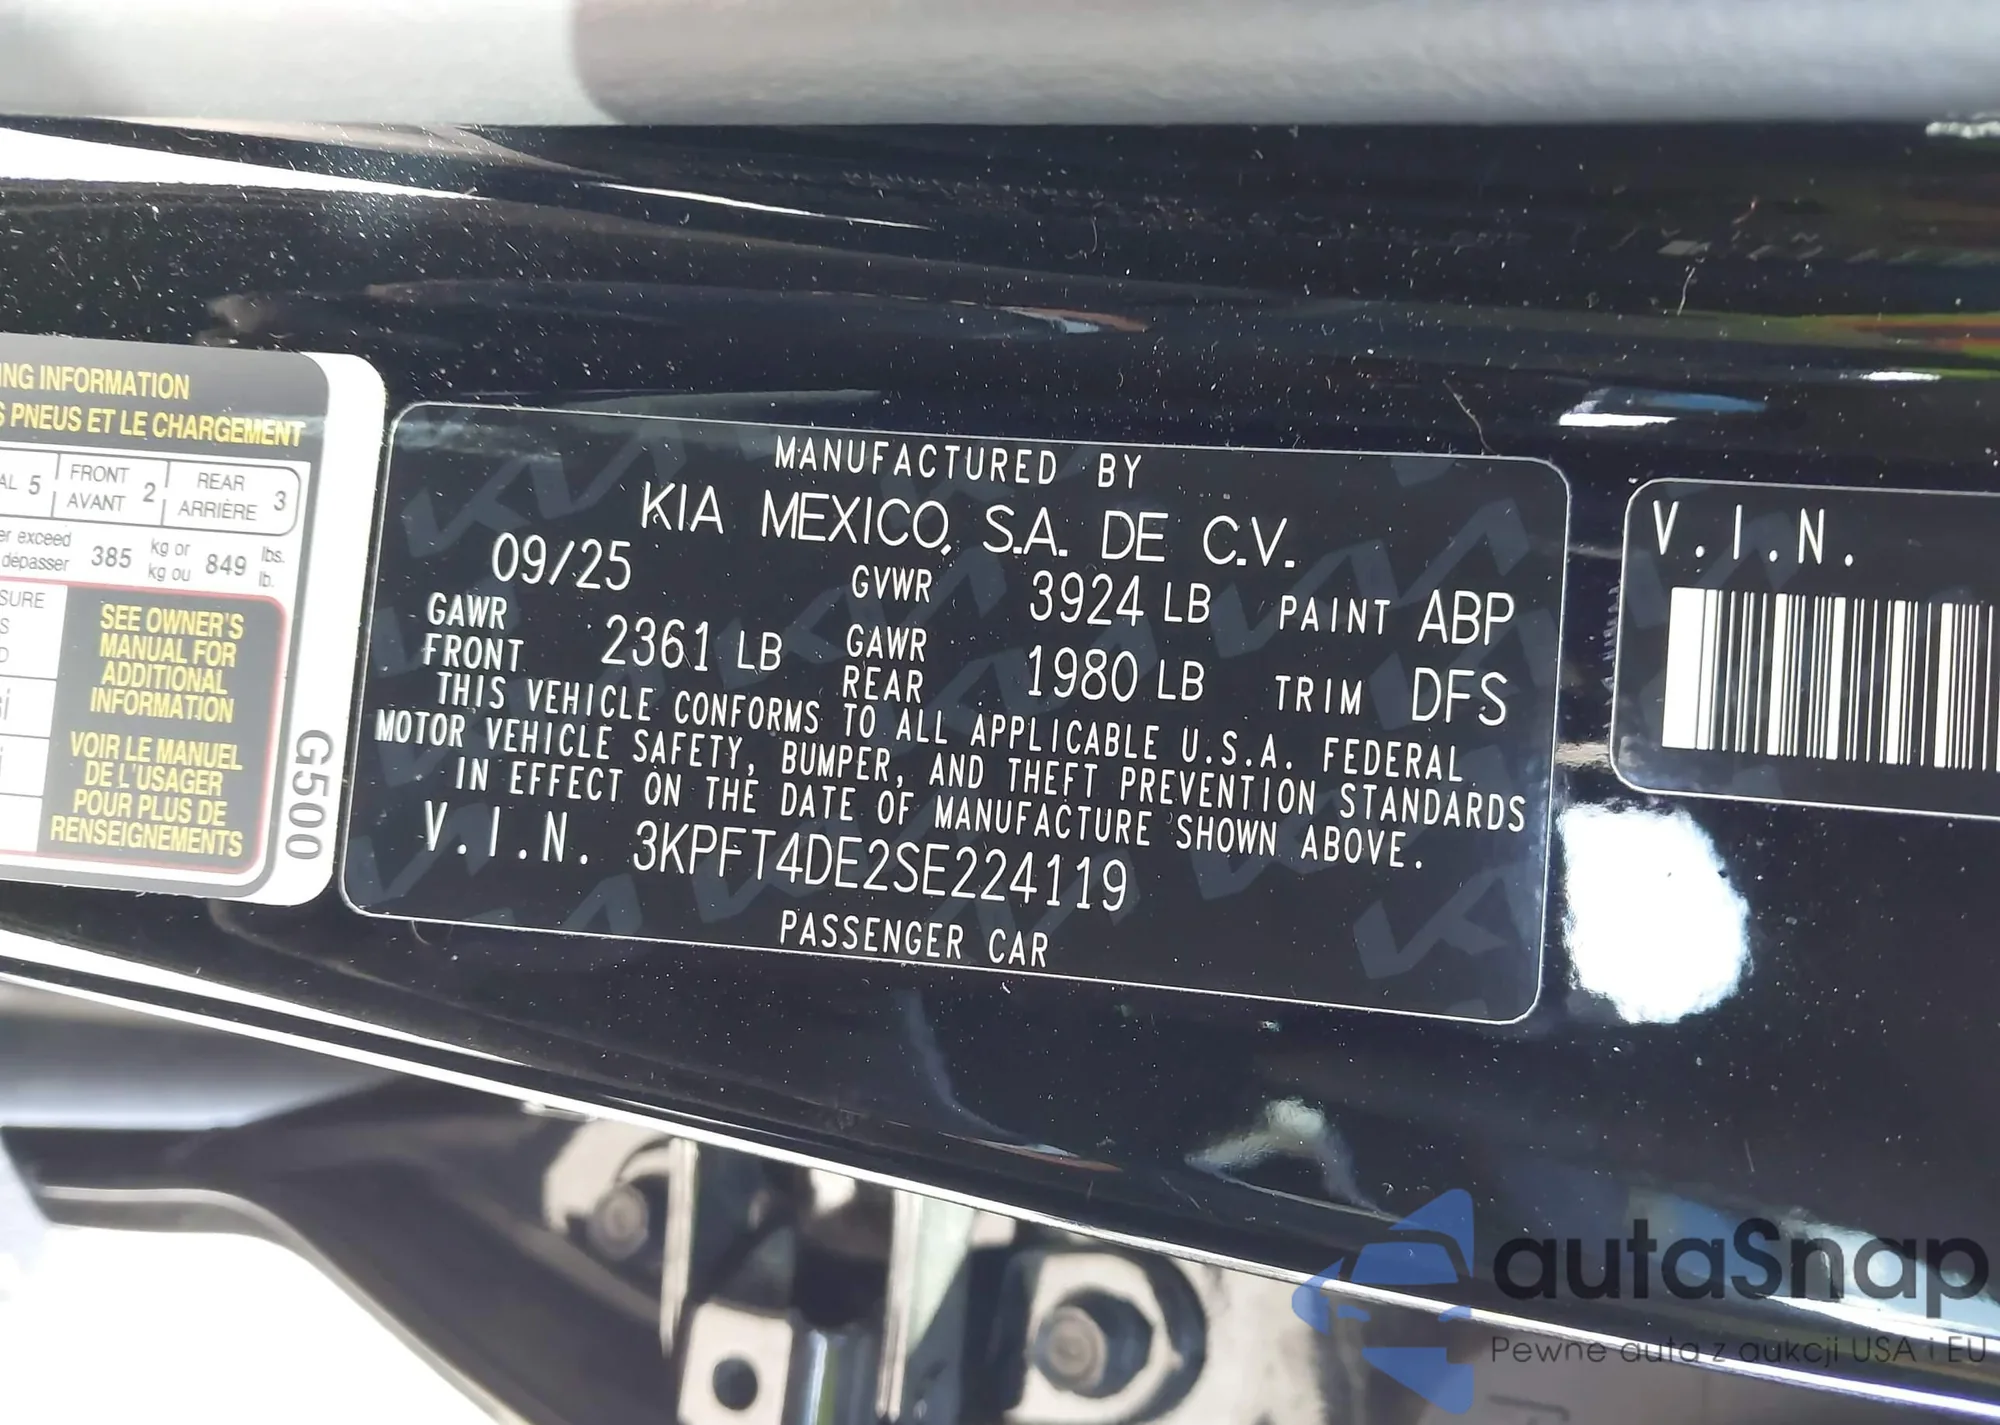 ING INFORMATION
S PNEUS ET LE CHARGEMENT
AL 5 FRONT AVANT 2 REAR ARRIÈRE 3
er exceed
dépasser 385 kg or kg ou 849 lbs. lb.
SURE
S
D
SEE OWNER'S
MANUAL FOR
ADDITIONAL
INFORMATION
VOIR LE MANUEL
DE L'USAGER
POUR PLUS DE
RENSEIGNEMENTS
G500
MANUFACTURED BY
KIA MEXICO, S.A. DE C.V.
09/25 GVWR 3924 LB PAINT ABP
GAWR FRONT 2361 LB GAWR REAR 1980 LB TRIM DFS
THIS VEHICLE CONFORMS TO ALL APPLICABLE U.S.A. FEDERAL
MOTOR VEHICLE SAFETY, BUMPER, AND THEFT PREVENTION STANDARDS
IN EFFECT ON THE DATE OF MANUFACTURE SHOWN ABOVE.
V.I.N. 3KPFT4DE2SE224119
PASSENGER CAR
V.I.N.
autaSnap
Pewne auta z aukcji USA i EU